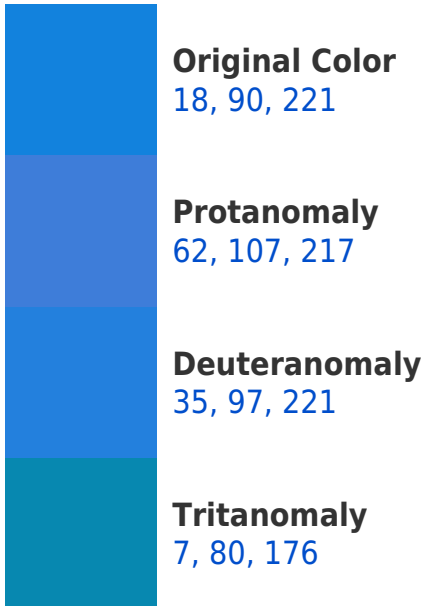 Original Color
18, 90, 221
Protanomaly
62, 107, 217
Deuteranomaly
35, 97, 221
Tritanomaly
7, 80, 176